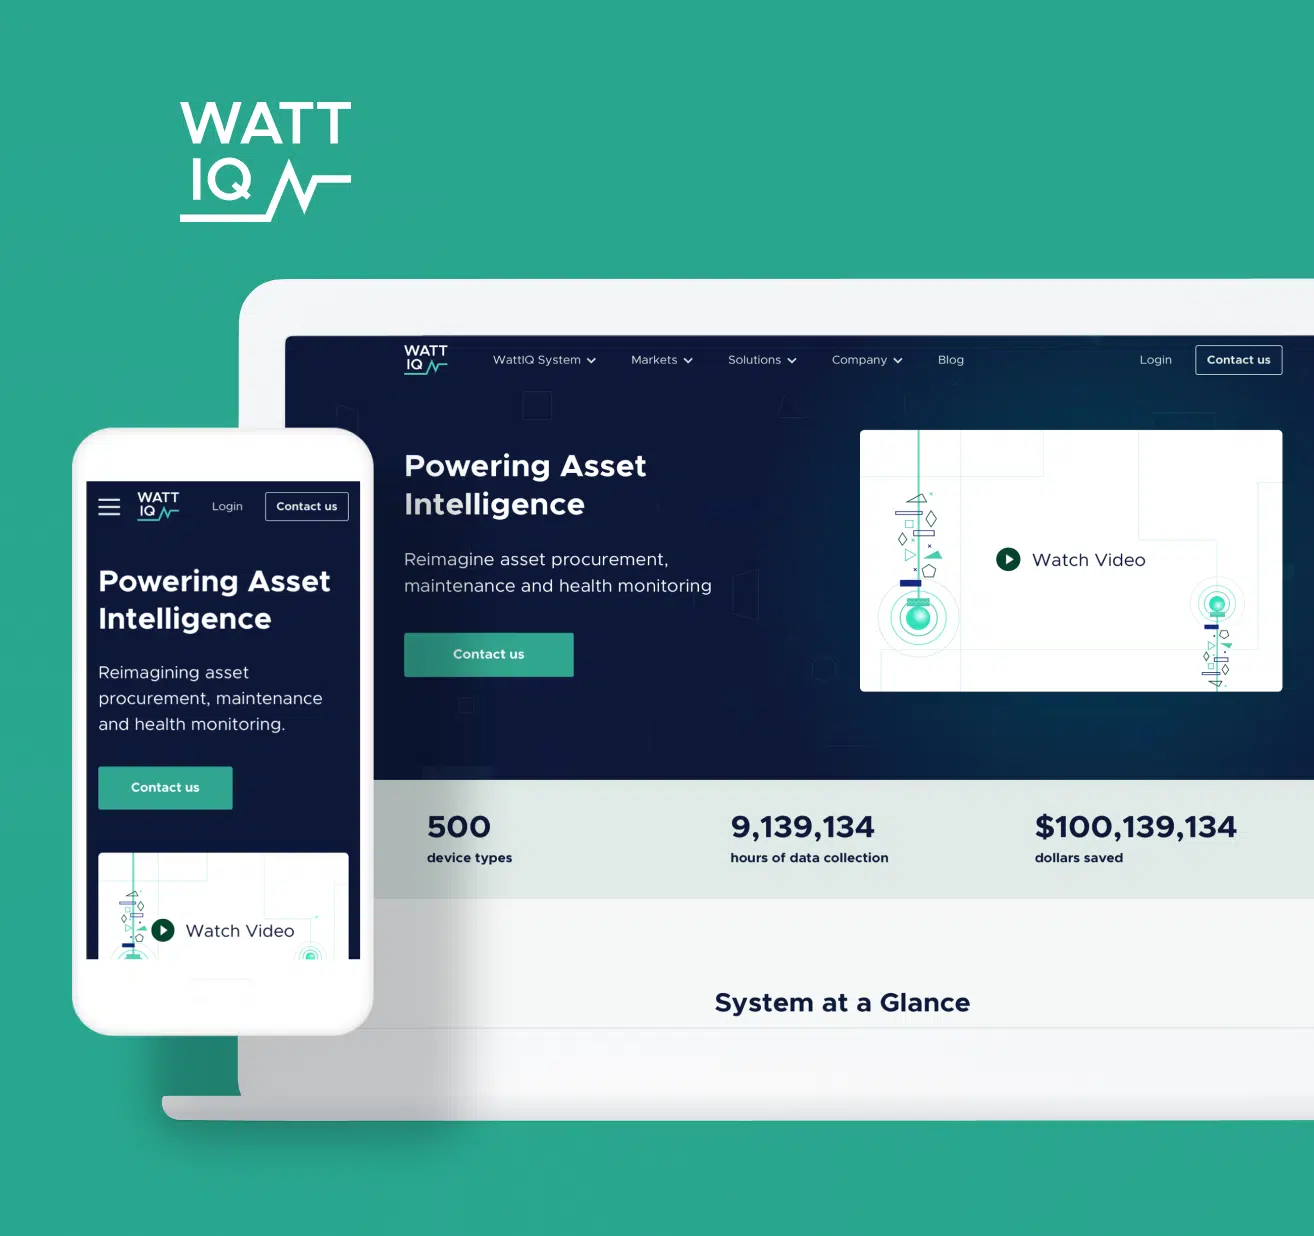 WATT
IQ
WATT
IQ
WattIQ System
Markets
Solutions
Company
Blog
Login
Contact us
Powering Asset
Intelligence
Reimagine asset procurement,
maintenance and health monitoring
Contact us
Watch Video
500
device types
9,139,134
hours of data collection
$100,139,134
dollars saved
System at a Glance
WATT
IQ
Login
Contact us
Powering Asset
Intelligence
Reimagining asset
procurement, maintenance
and health monitoring.
Contact us
Watch Video